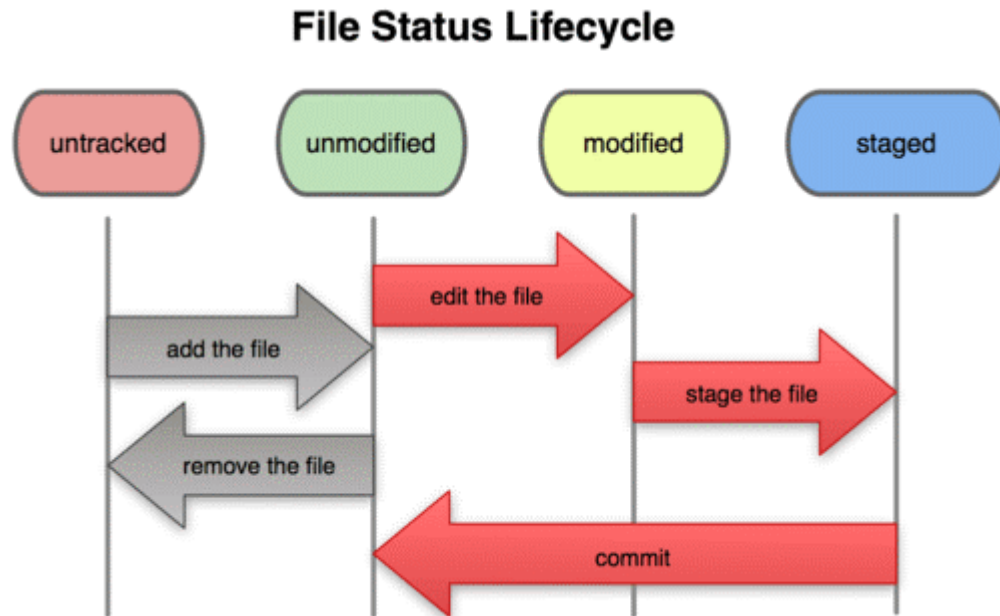 File Status Lifecycle
untracked
unmodified
modified
staged
edit the file
add the file
stage the file
remove the file
commit